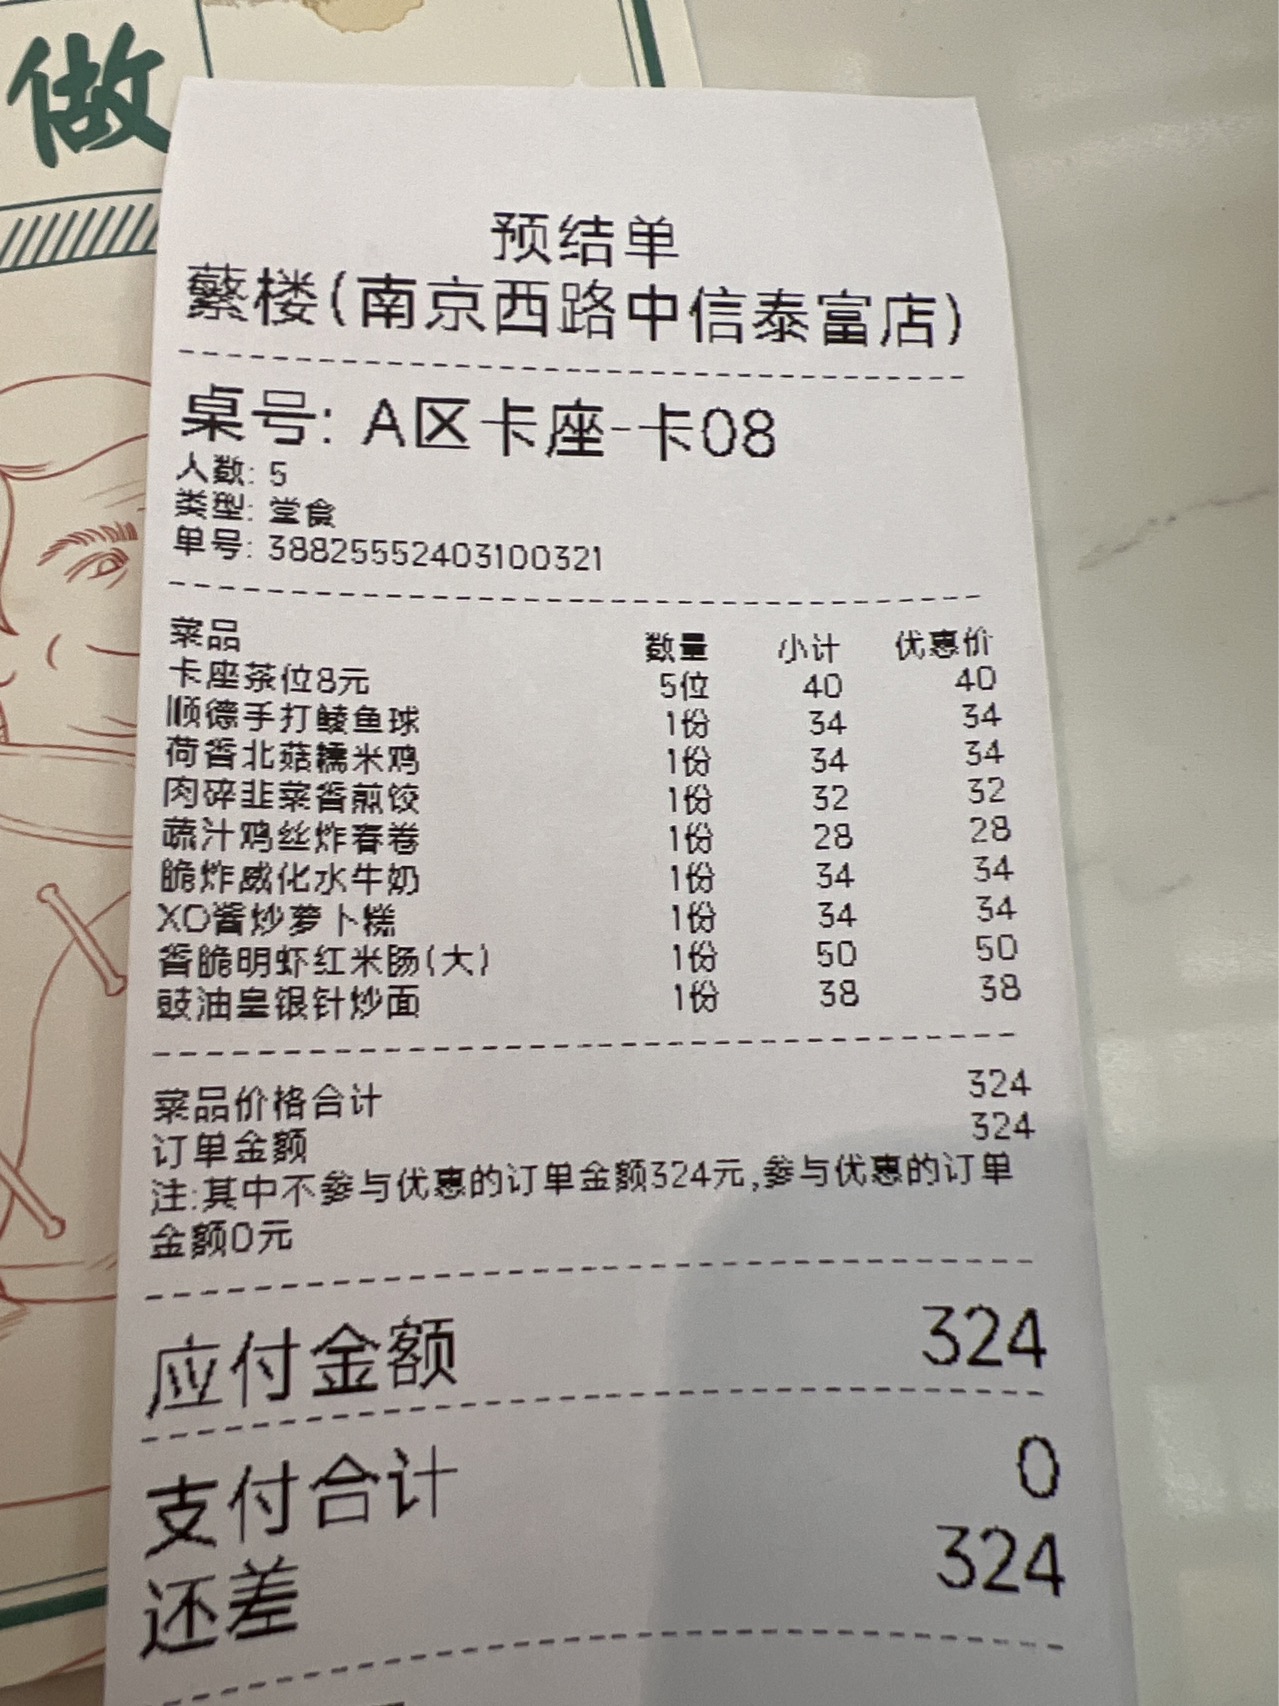 做
预结单
蘩楼(南京西路中信泰富店)
桌号: A区卡座-卡08
人数: 5
类型: 堂食
单号: 38825552403100321
菜品 数量 小计 优惠价
卡座茶位8元 5位 40 40
顺德手打鲮鱼球 1份 34 34
荷香北菇糯米鸡 1份 34 34
肉碎韭菜香煎饺 1份 32 32
蔬汁鸡丝炸春卷 1份 28 28
脆炸威化水牛奶 1份 34 34
XO酱炒萝卜糕 1份 34 34
香脆明虾红米肠(大) 1份 50 50
豉油皇银针炒面 1份 38 38
菜品价格合计 324
订单金额 324
注:其中不参与优惠的订单金额324元,参与优惠的订单
金额0元
应付金额 324
支付合计 0
还差 324